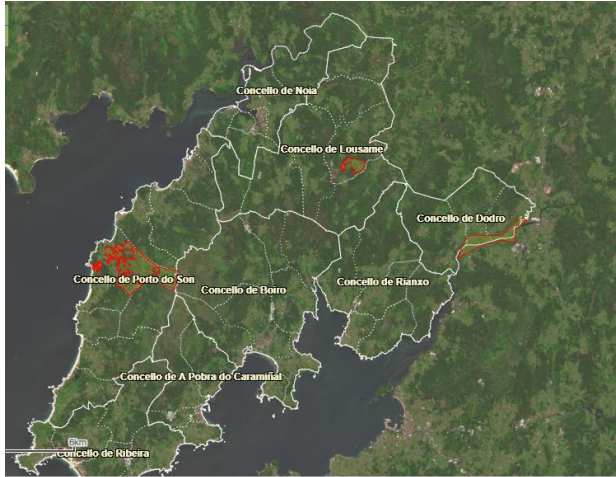 Concello de Noia
Concello de Lousame
Concello de Dodro
Concello de Porto do Son
Concello de Boiro
Concello de Rianxo
Concello de A Pobra do Caramiñal
6km
Concello de Ribeira